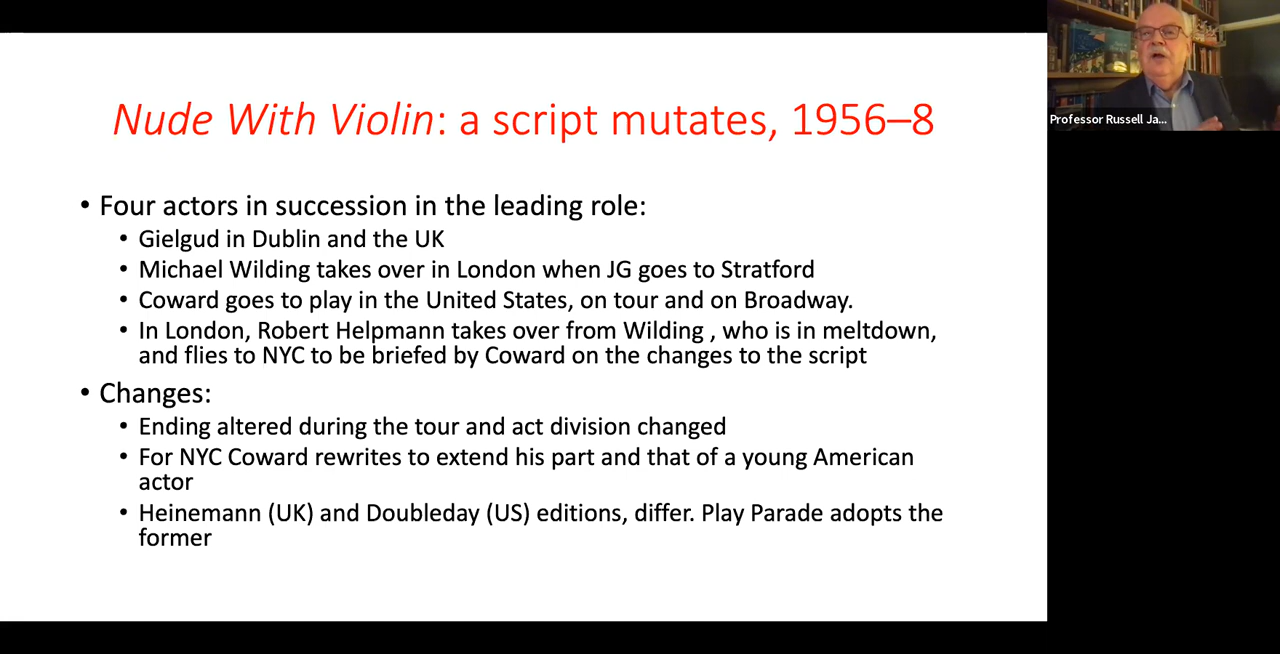 Nude With Violin: a script mutates, 1956–8
Professor Russell Ja...
• Four actors in succession in the leading role:
• Gielgud in Dublin and the UK
• Michael Wilding takes over in London when JG goes to Stratford
• Coward goes to play in the United States, on tour and on Broadway.
• In London, Robert Helpmann takes over from Wilding , who is in meltdown,
and flies to NYC to be briefed by Coward on the changes to the script
• Changes:
• Ending altered during the tour and act division changed
• For NYC Coward rewrites to extend his part and that of a young American
actor
• Heinemann (UK) and Doubleday (US) editions, differ. Play Parade adopts the
former